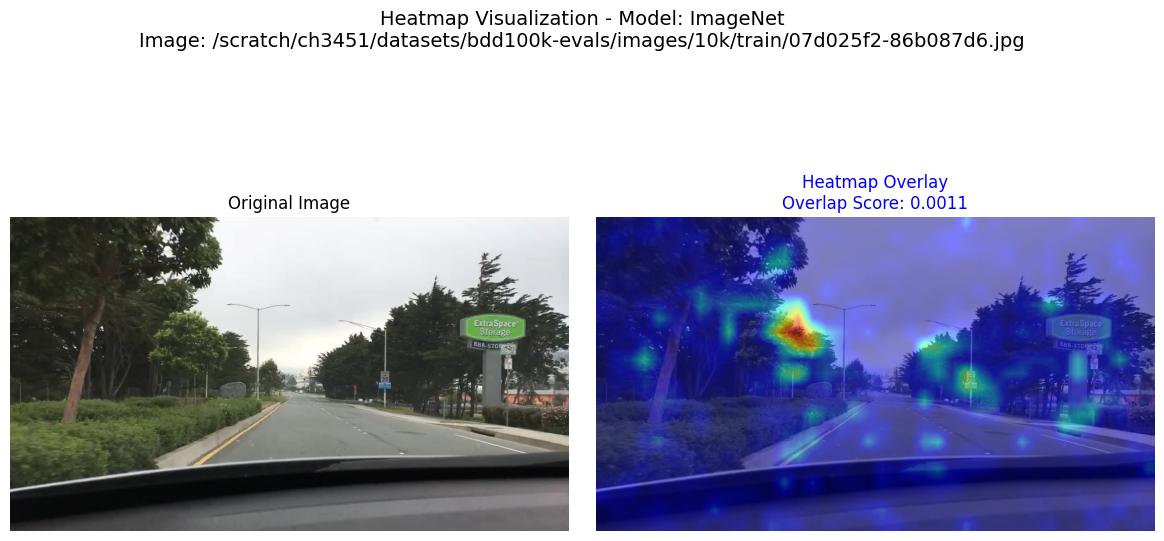 Heatmap Visualization - Model: ImageNet
Image: /scratch/ch3451/datasets/bdd100k-evals/images/10k/train/07d025f2-86b087d6.jpg
Original Image
Heatmap Overlay
Overlap Score: 0.0011
ExtraSpace
Storage
ExtraSpace
Storage